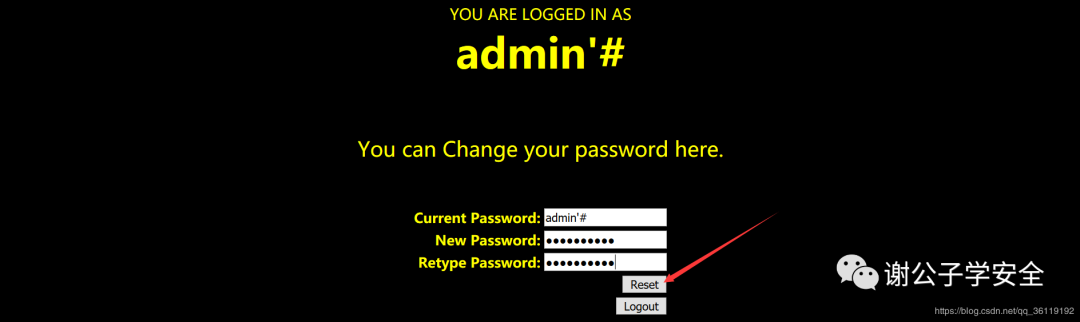 YOU ARE LOGGED IN AS
admin'#
You can Change your password here.
Current Password: admin'#
New Password: ●●●●●●●●●●
Retype Password: ●●●●●●●●●●
Reset
Logout
谢公子学安全
https://blog.csdn.net/qq_36119192